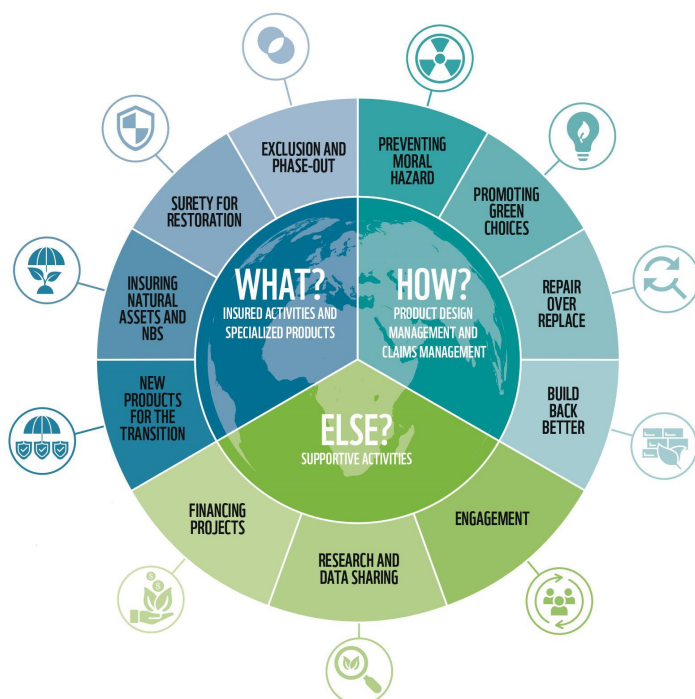 EXCLUSION AND
PHASE-OUT
PREVENTING
MORAL
HAZARD
SURETY FOR
RESTORATION
PROMOTING
GREEN
CHOICES
INSURING
NATURAL
ASSETS AND
NBS
WHAT?
INSURED ACTIVITIES AND
SPECIALIZED PRODUCTS
HOW?
PRODUCT DESIGN
MANAGEMENT AND
CLAIMS MANAGEMENT
REPAIR
OVER
REPLACE
NEW
PRODUCTS
FOR THE
TRANSITION
BUILD
BACK
BETTER
ELSE?
SUPPORTIVE ACTIVITIES
FINANCING
PROJECTS
RESEARCH AND
DATA SHARING
ENGAGEMENT
$
$